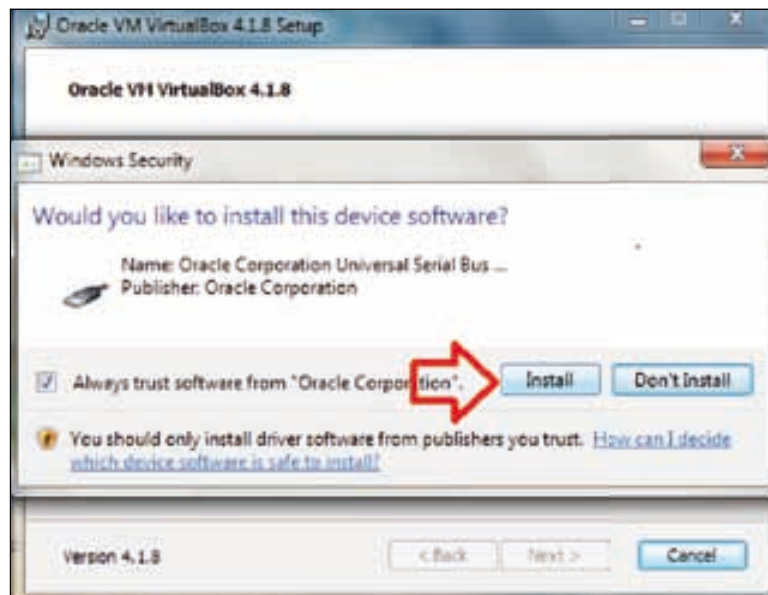 Oracle VM VirtualBox 4.1.8 Setup
Oracle VM VirtualBox 4.1.8
Windows Security
Would you like to install this device software?
Name: Oracle Corporation Universal Serial Bus ...
Publisher: Oracle Corporation
Always trust software from "Oracle Corporation".
Install
Don't Install
You should only install driver software from publishers you trust. How can I decide
which device software is safe to install?
Version 4.1.8
< Back
Next >
Cancel